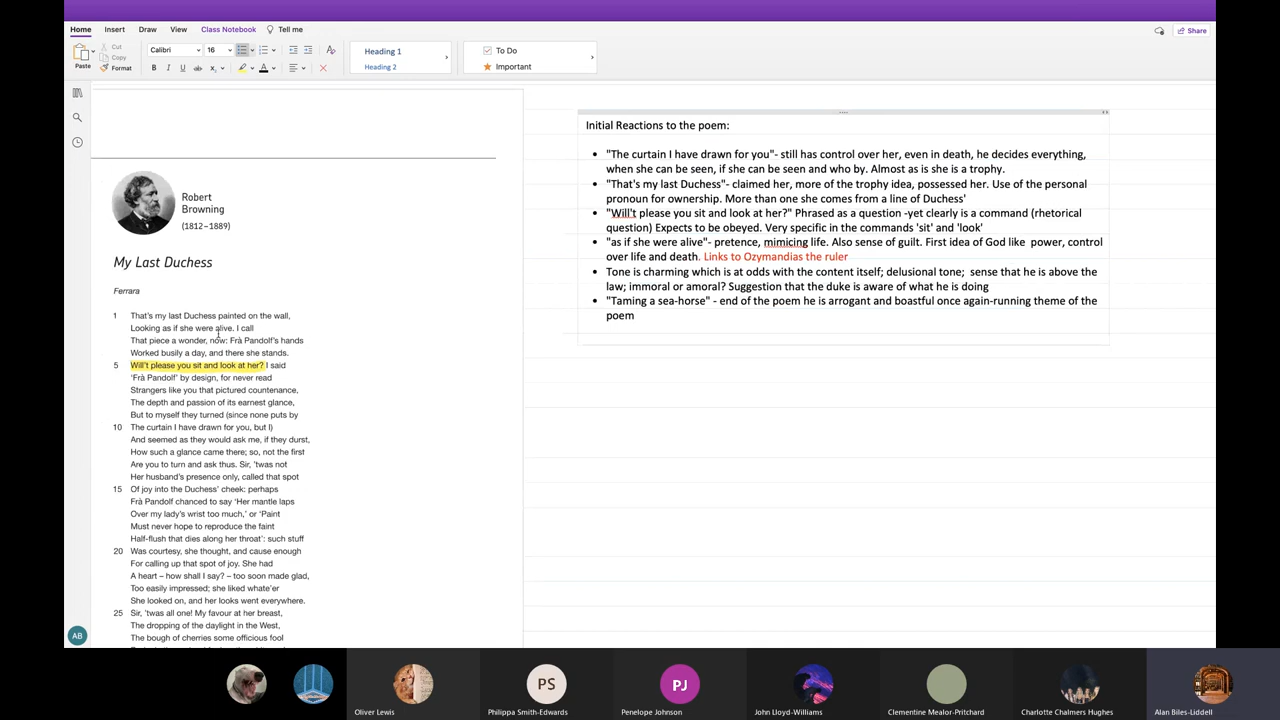 Home Insert Draw View Class Notebook Tell me
Share
Paste
Cut
Copy
Format
Calibri 16
B I U ab x A
Heading 1
Heading 2
To Do
Important
Robert
Browning
(1812–1889)
My Last Duchess
Ferrara
1 That's my last Duchess painted on the wall,
Looking as if she were alive. I call
That piece a wonder, now: Frà Pandolf's hands
Worked busily a day, and there she stands.
5 Will't please you sit and look at her? I said
'Frà Pandolf' by design, for never read
Strangers like you that pictured countenance,
The depth and passion of its earnest glance,
But to myself they turned (since none puts by
10 The curtain I have drawn for you, but I)
And seemed as they would ask me, if they durst,
How such a glance came there; so, not the first
Are you to turn and ask thus. Sir, 'twas not
Her husband's presence only, called that spot
15 Of joy into the Duchess' cheek: perhaps
Frà Pandolf chanced to say 'Her mantle laps
Over my lady's wrist too much,' or 'Paint
Must never hope to reproduce the faint
Half-flush that dies along her throat': such stuff
20 Was courtesy, she thought, and cause enough
For calling up that spot of joy. She had
A heart – how shall I say? – too soon made glad,
Too easily impressed; she liked whate'er
She looked on, and her looks went everywhere.
25 Sir, 'twas all one! My favour at her breast,
The dropping of the daylight in the West,
The bough of cherries some officious fool
Initial Reactions to the poem:
• "The curtain I have drawn for you"- still has control over her, even in death, he decides everything,
when she can be seen, if she can be seen and who by. Almost as is she is a trophy.
• "That's my last Duchess"- claimed her, more of the trophy idea, possessed her. Use of the personal
pronoun for ownership. More than one she comes from a line of Duchess'
• "Will't please you sit and look at her?" Phrased as a question -yet clearly is a command (rhetorical
question) Expects to be obeyed. Very specific in the commands 'sit' and 'look'
• "as if she were alive"- pretence, mimicing life. Also sense of guilt. First idea of God like power, control
over life and death. Links to Ozymandias the ruler
• Tone is charming which is at odds with the content itself; delusional tone; sense that he is above the
law; immoral or amoral? Suggestion that the duke is aware of what he is doing
• "Taming a sea-horse" - end of the poem he is arrogant and boastful once again-running theme of the
poem
AB
PS
PJ
Oliver Lewis
Philippa Smith-Edwards
Penelope Johnson
John Lloyd-Williams
Clementine Mealor-Pritchard
Charlotte Chalmers Hughes
Alan Biles-Liddell